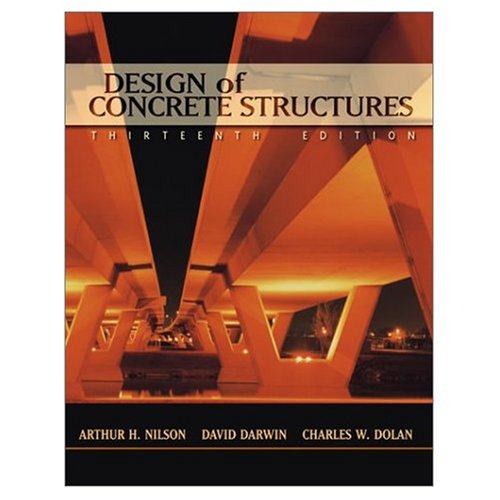 DESIGN of
CONCRETE STRUCTURES
THIRTEENTH EDITION
ARTHUR H. NILSON DAVID DARWIN CHARLES W. DOLAN